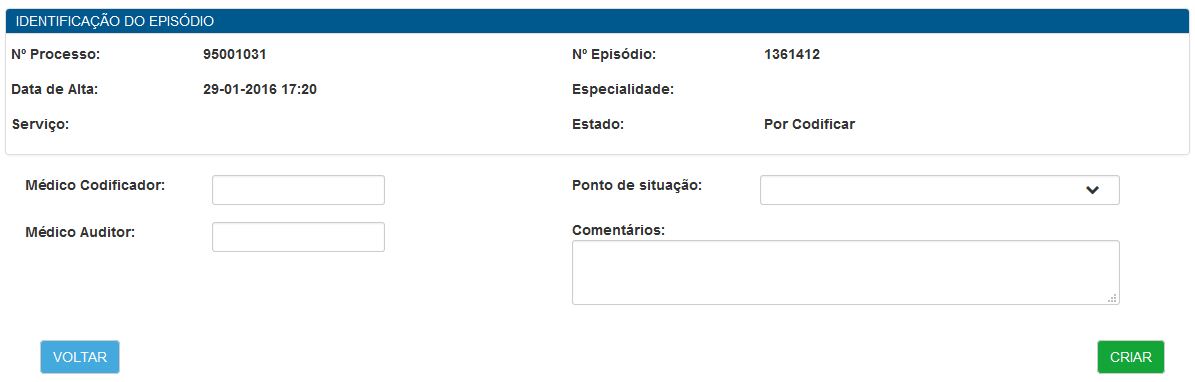 IDENTIFICAÇÃO DO EPISÓDIO
Nº Processo: 95001031 Nº Episódio: 1361412
Data de Alta: 29-01-2016 17:20 Especialidade:
Serviço: Estado: Por Codificar
Médico Codificador: Ponto de situação:
Médico Auditor: Comentários:
VOLTAR CRIAR